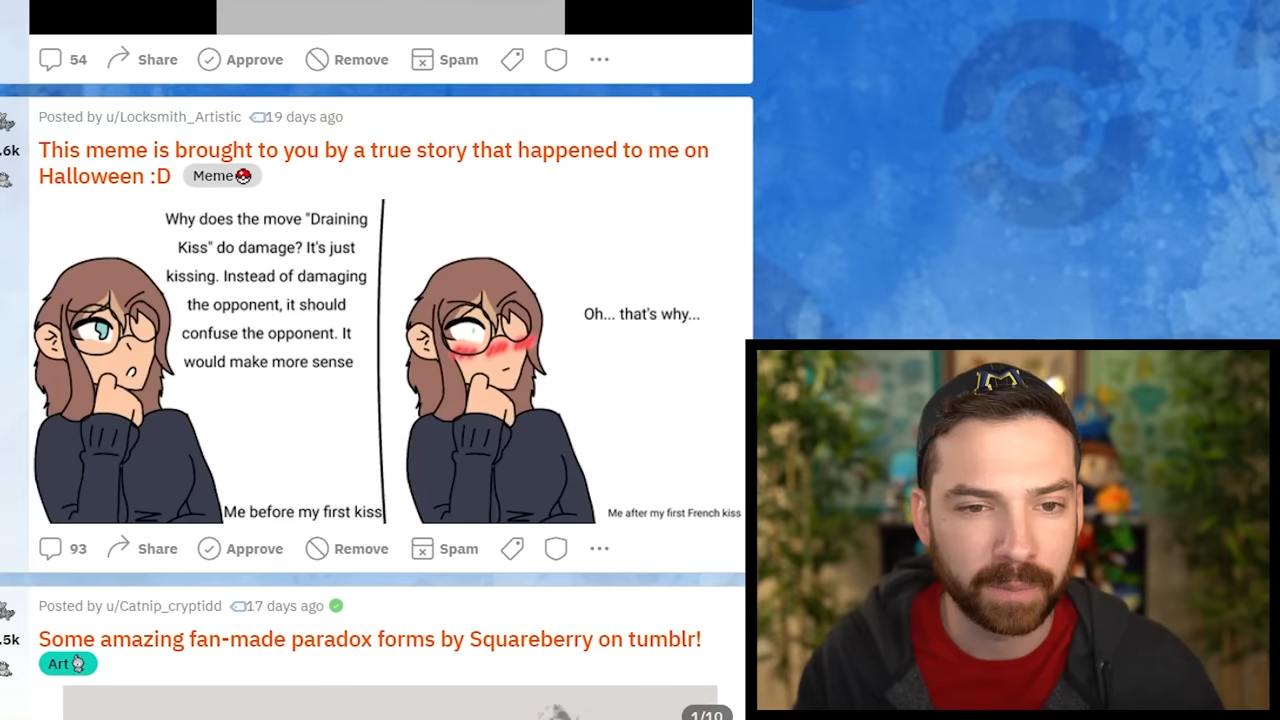 54 Share Approve Remove Spam
Posted by u/Locksmith_Artistic 19 days ago
.6k
This meme is brought to you by a true story that happened to me on
Halloween :D Meme
Why does the move "Draining
Kiss" do damage? It's just
kissing. Instead of damaging
the opponent, it should
confuse the opponent. It
would make more sense
Me before my first kiss
Oh... that's why...
Me after my first French kiss
93 Share Approve Remove Spam
Posted by u/Catnip_cryptidd 17 days ago
.5k
Some amazing fan-made paradox forms by Squareberry on tumblr!
Art
1/10
M